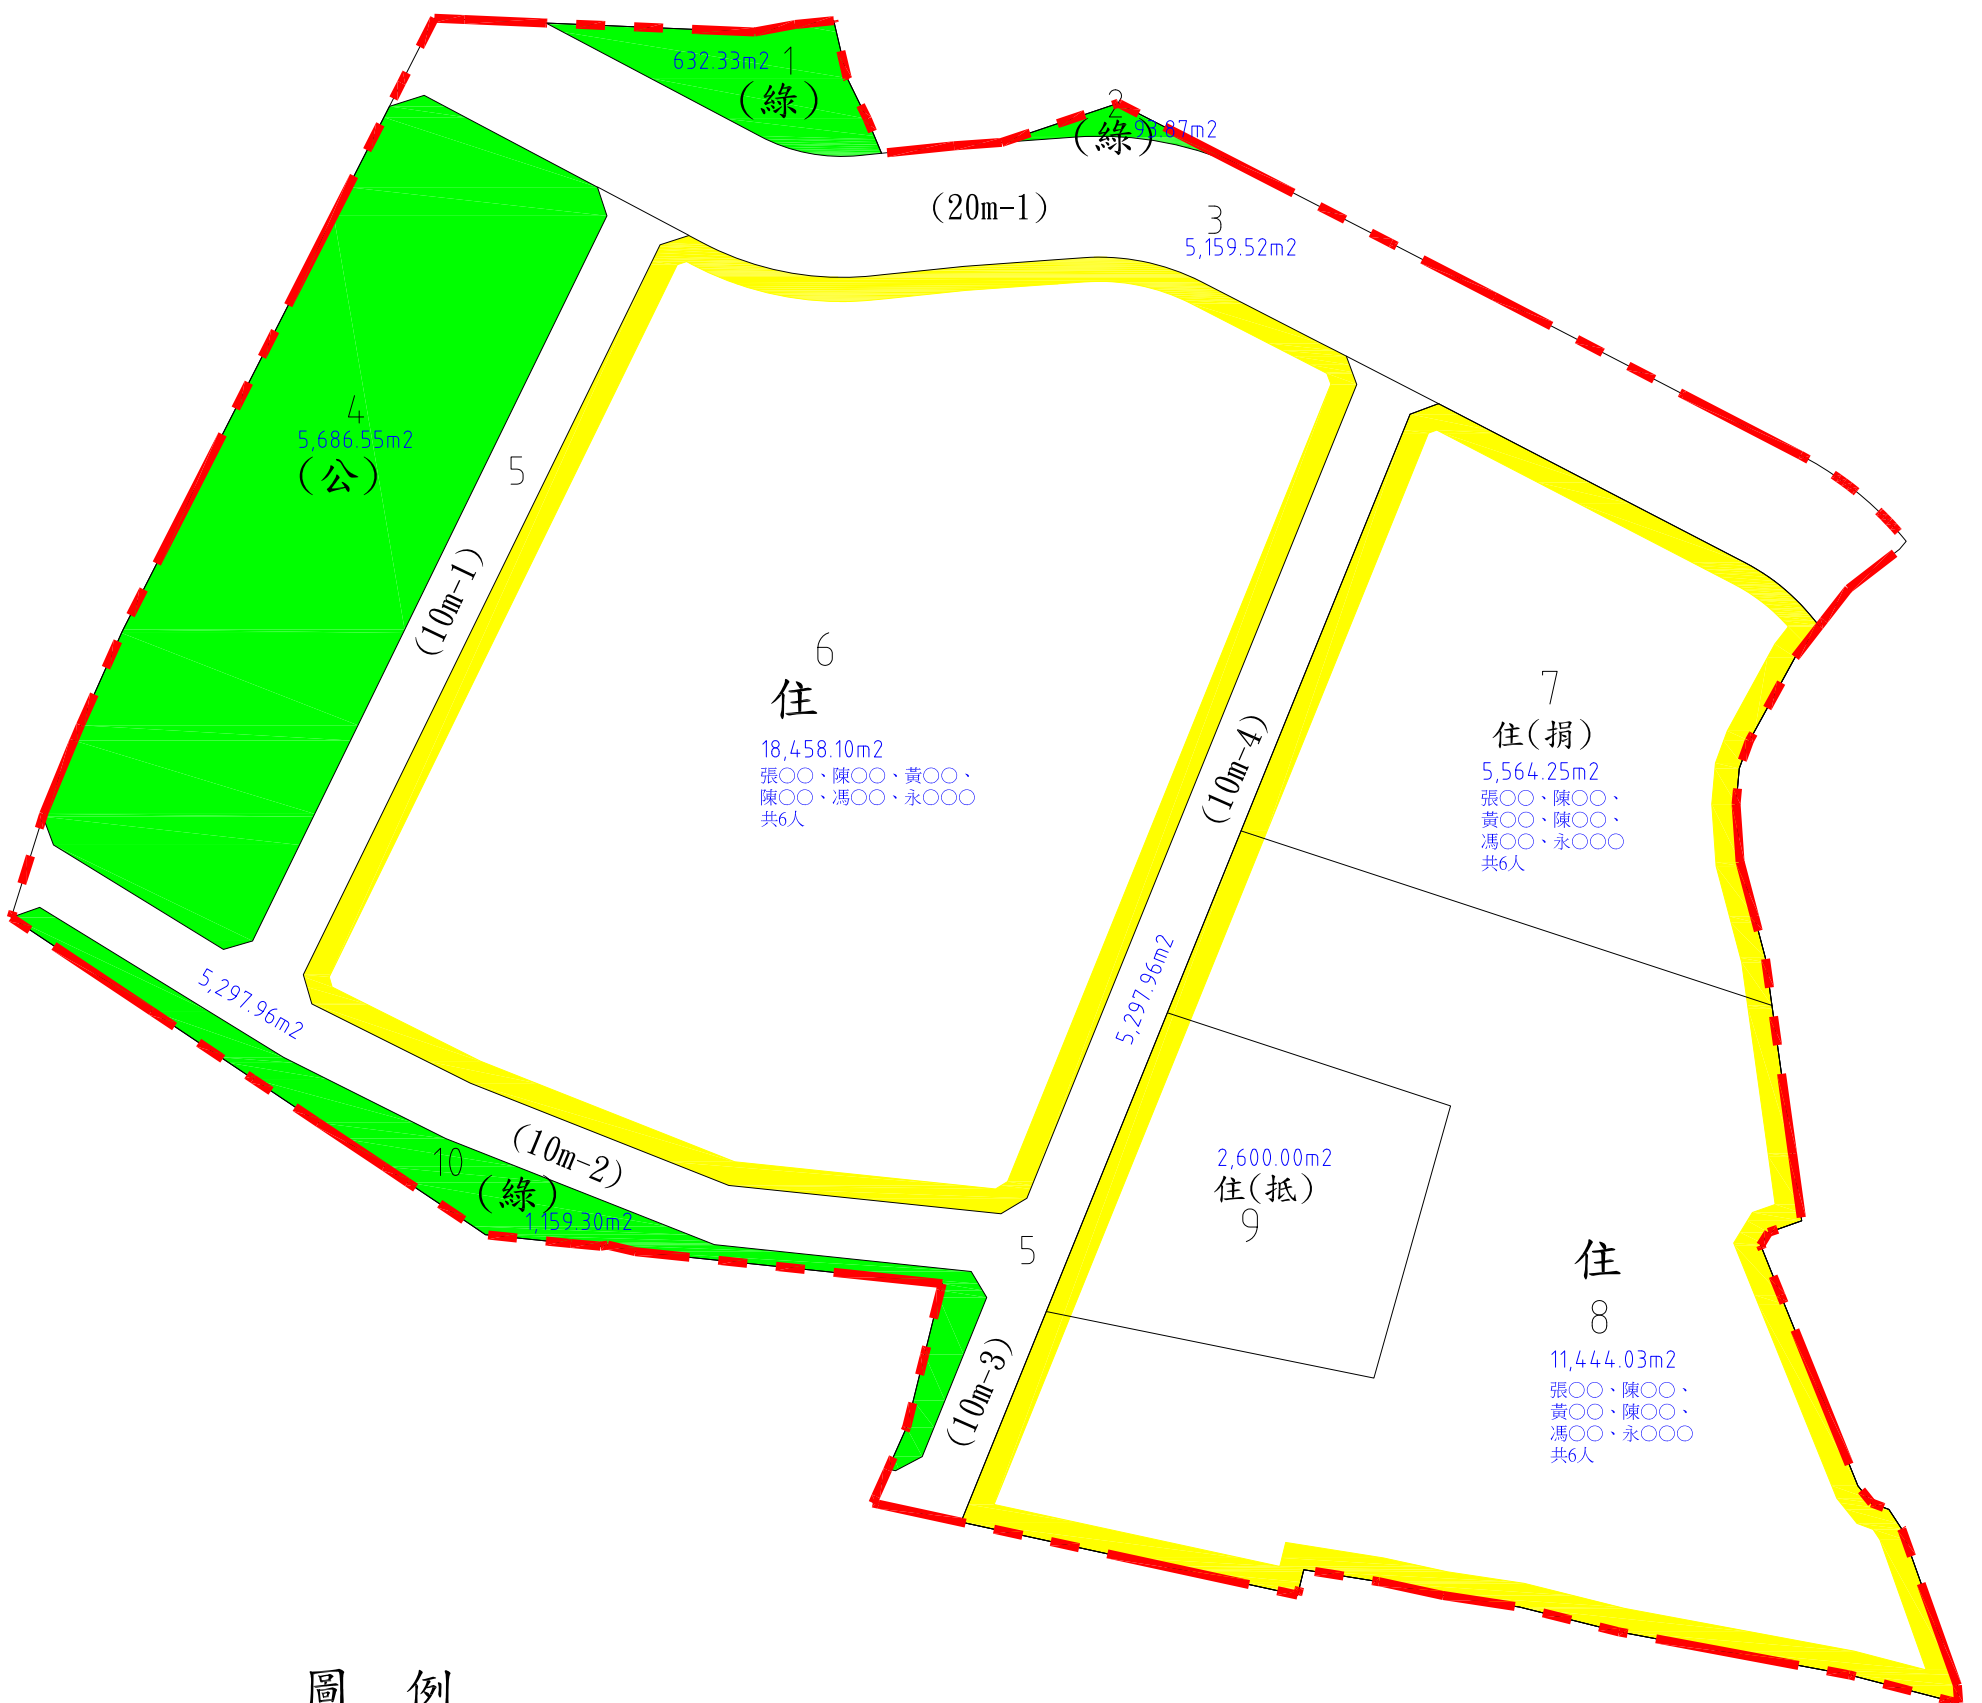 632.33m2 1
(綠)
2
(綠) 93.87m2
(20m-1)
3
5,159.52m2
4
5,686.55m2
(公)
5
(10m-1)
6
住
18,458.10m2
張○○、陳○○、黃○○、
陳○○、馮○○、永○○○
共6人
7
住(捐)
5,564.25m2
張○○、陳○○、
黃○○、陳○○、
馮○○、永○○○
共6人
(10m-4)
5,297.96m2
5,297.96m2
(10m-2)
10
(綠)
1,159.30m2
2,600.00m2
住(抵)
9
5
住
8
11,444.03m2
張○○、陳○○、
黃○○、陳○○、
馮○○、永○○○
共6人
(10m-3)
圖 例